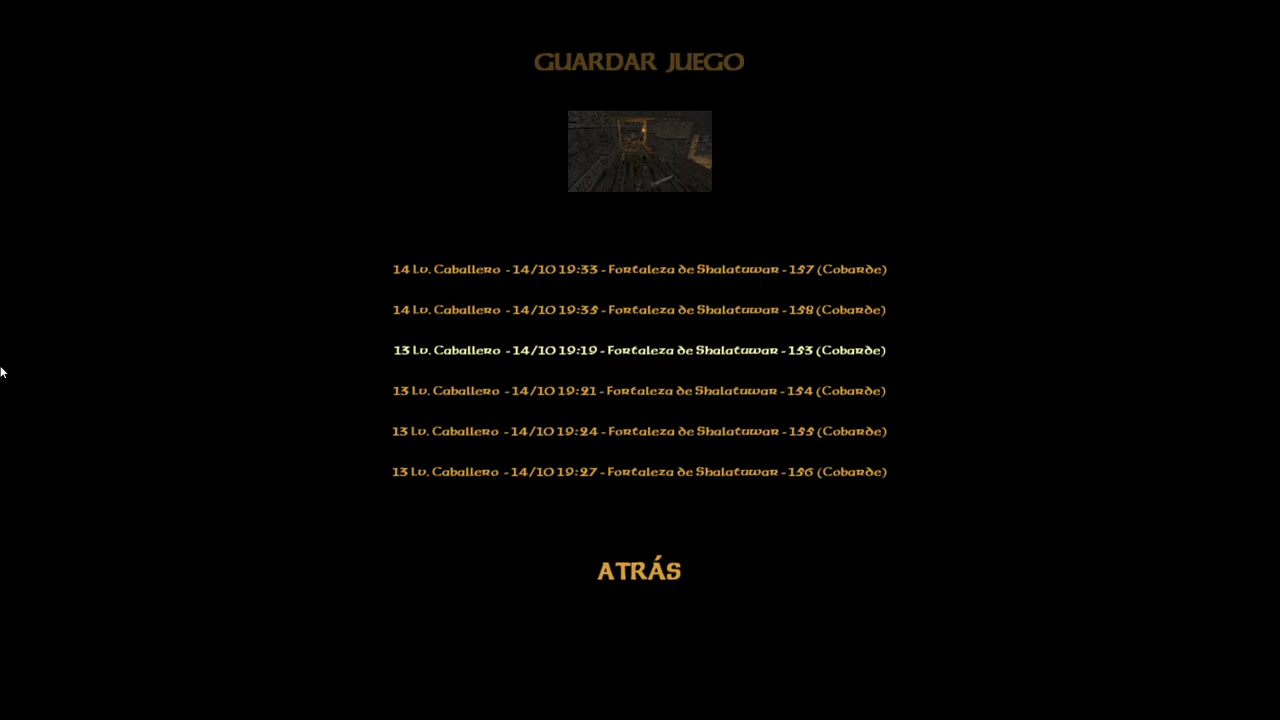 GUARDAR JUEGO
14 Lv. Caballero - 14/10 19:33 - Fortaleza de Shalatuwar - 157 (Cobarde)
14 Lv. Caballero - 14/10 19:35 - Fortaleza de Shalatuwar - 158 (Cobarde)
13 Lv. Caballero - 14/10 19:19 - Fortaleza de Shalatuwar - 153 (Cobarde)
13 Lv. Caballero - 14/10 19:21 - Fortaleza de Shalatuwar - 154 (Cobarde)
13 Lv. Caballero - 14/10 19:24 - Fortaleza de Shalatuwar - 155 (Cobarde)
13 Lv. Caballero - 14/10 19:27 - Fortaleza de Shalatuwar - 156 (Cobarde)
ATRÁS